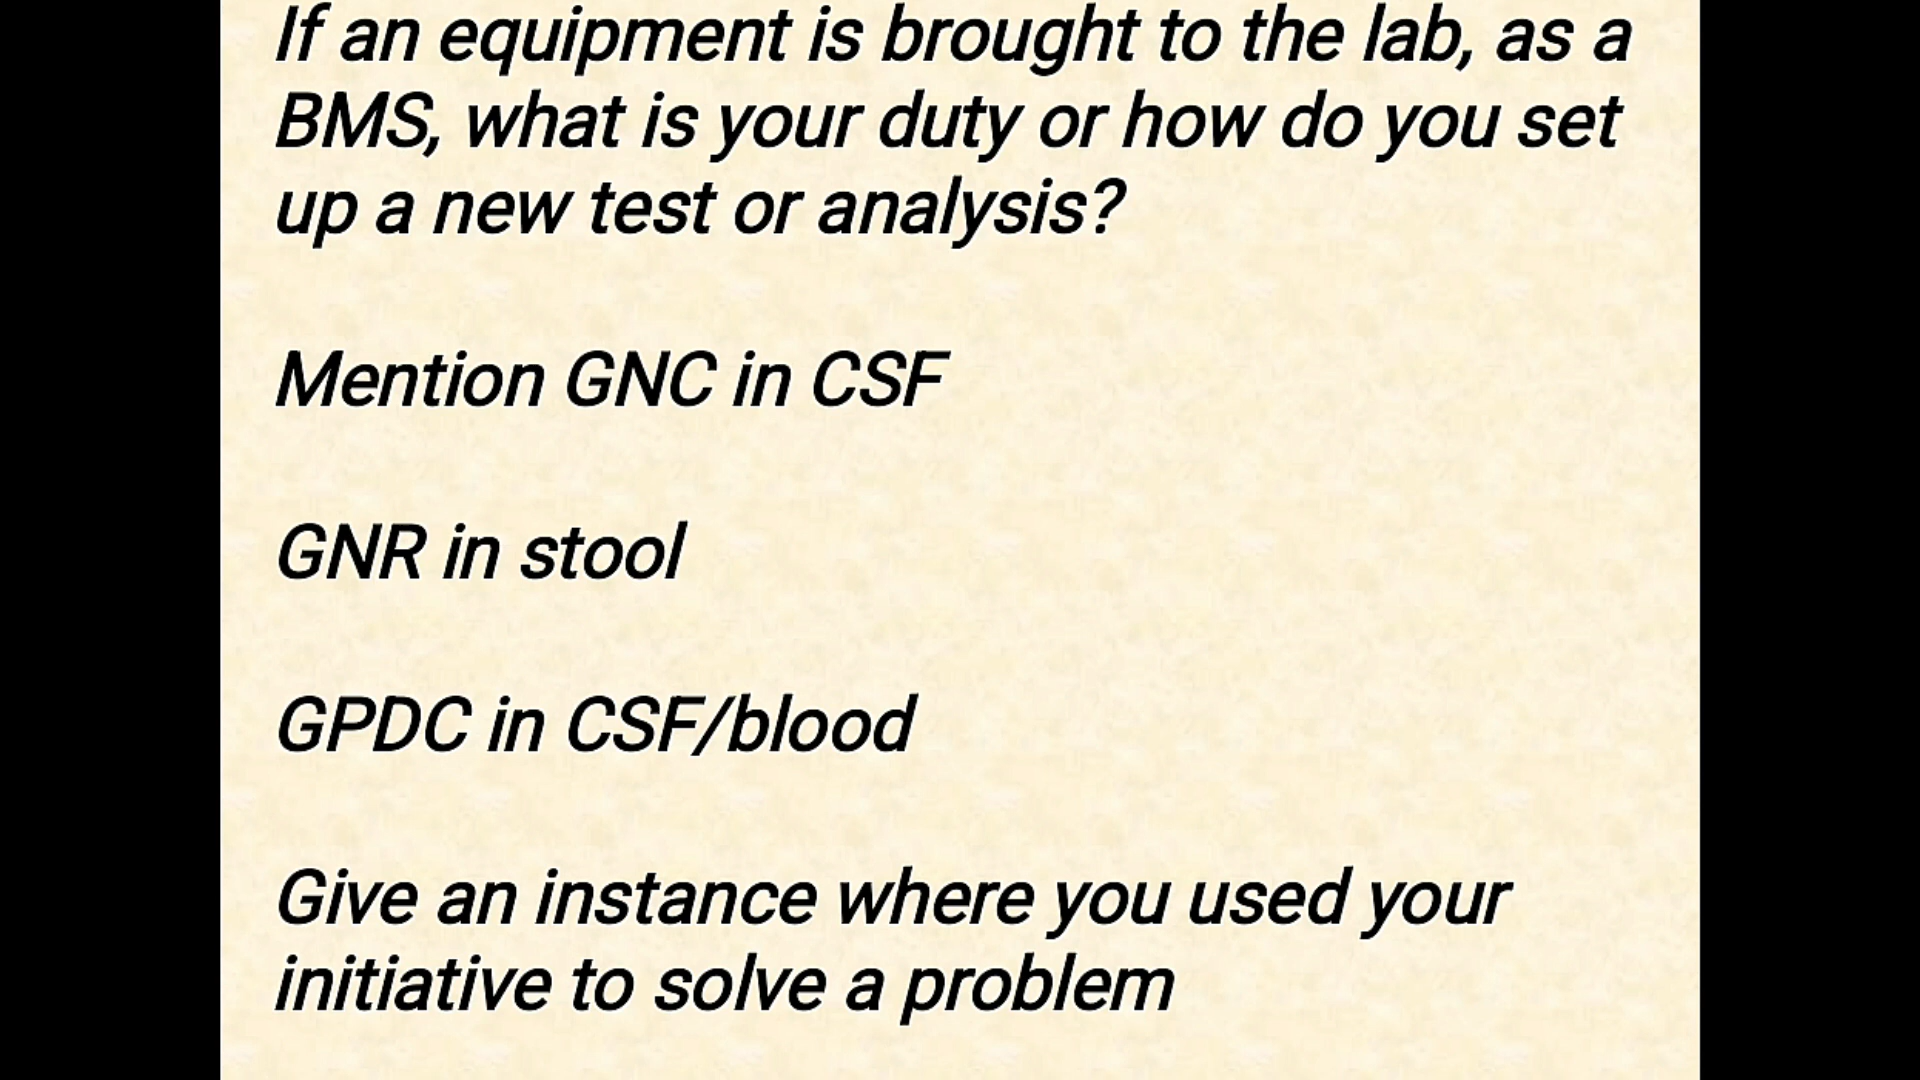 If an equipment is brought to the lab, as a
BMS, what is your duty or how do you set
up a new test or analysis?
Mention GNC in CSF
GNR in stool
GPDC in CSF/blood
Give an instance where you used your
initiative to solve a problem